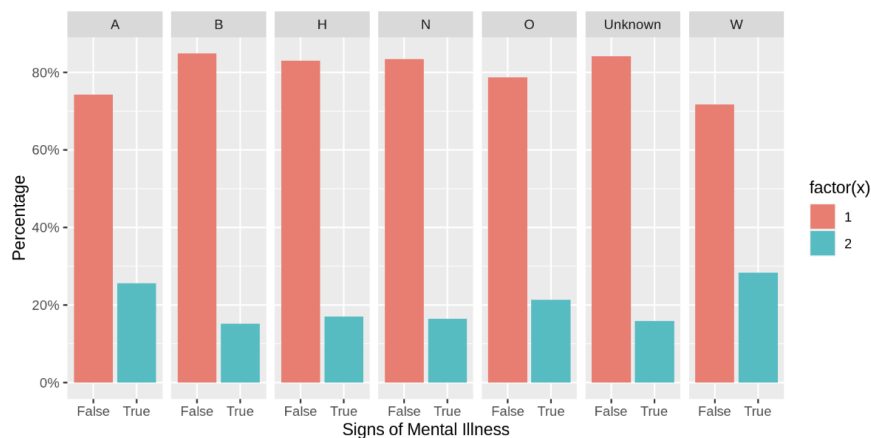 A B H N O Unknown W
80%
60%
40%
20%
0%
Percentage
False True False True False True False True False True False True False True
Signs of Mental Illness
factor(x)
1
2